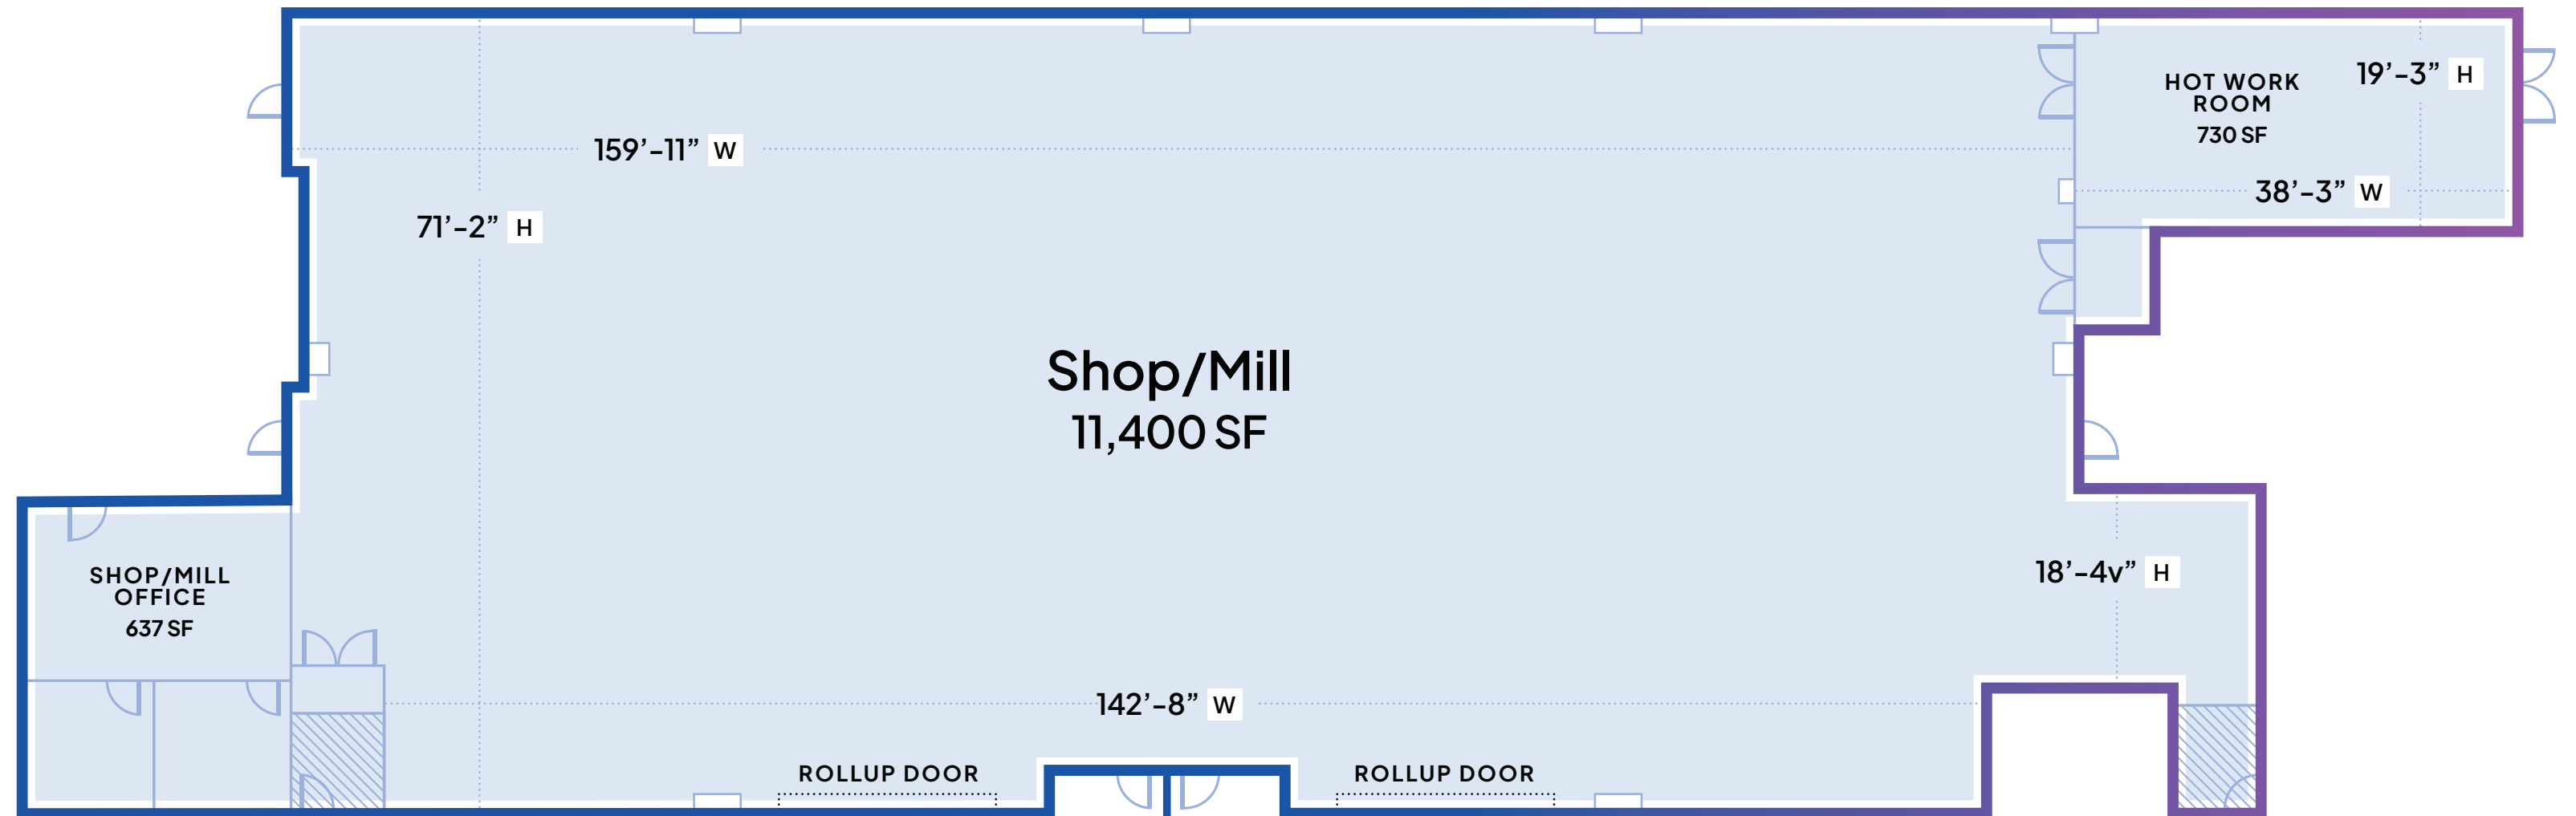 HOT WORK
ROOM
730 SF
19’-3” H
159’-11” W
38’-3” W
71’-2” H
Shop/Mill
11,400 SF
SHOP/MILL
OFFICE
637 SF
18’-4v” H
142’-8” W
ROLLUP DOOR
ROLLUP DOOR